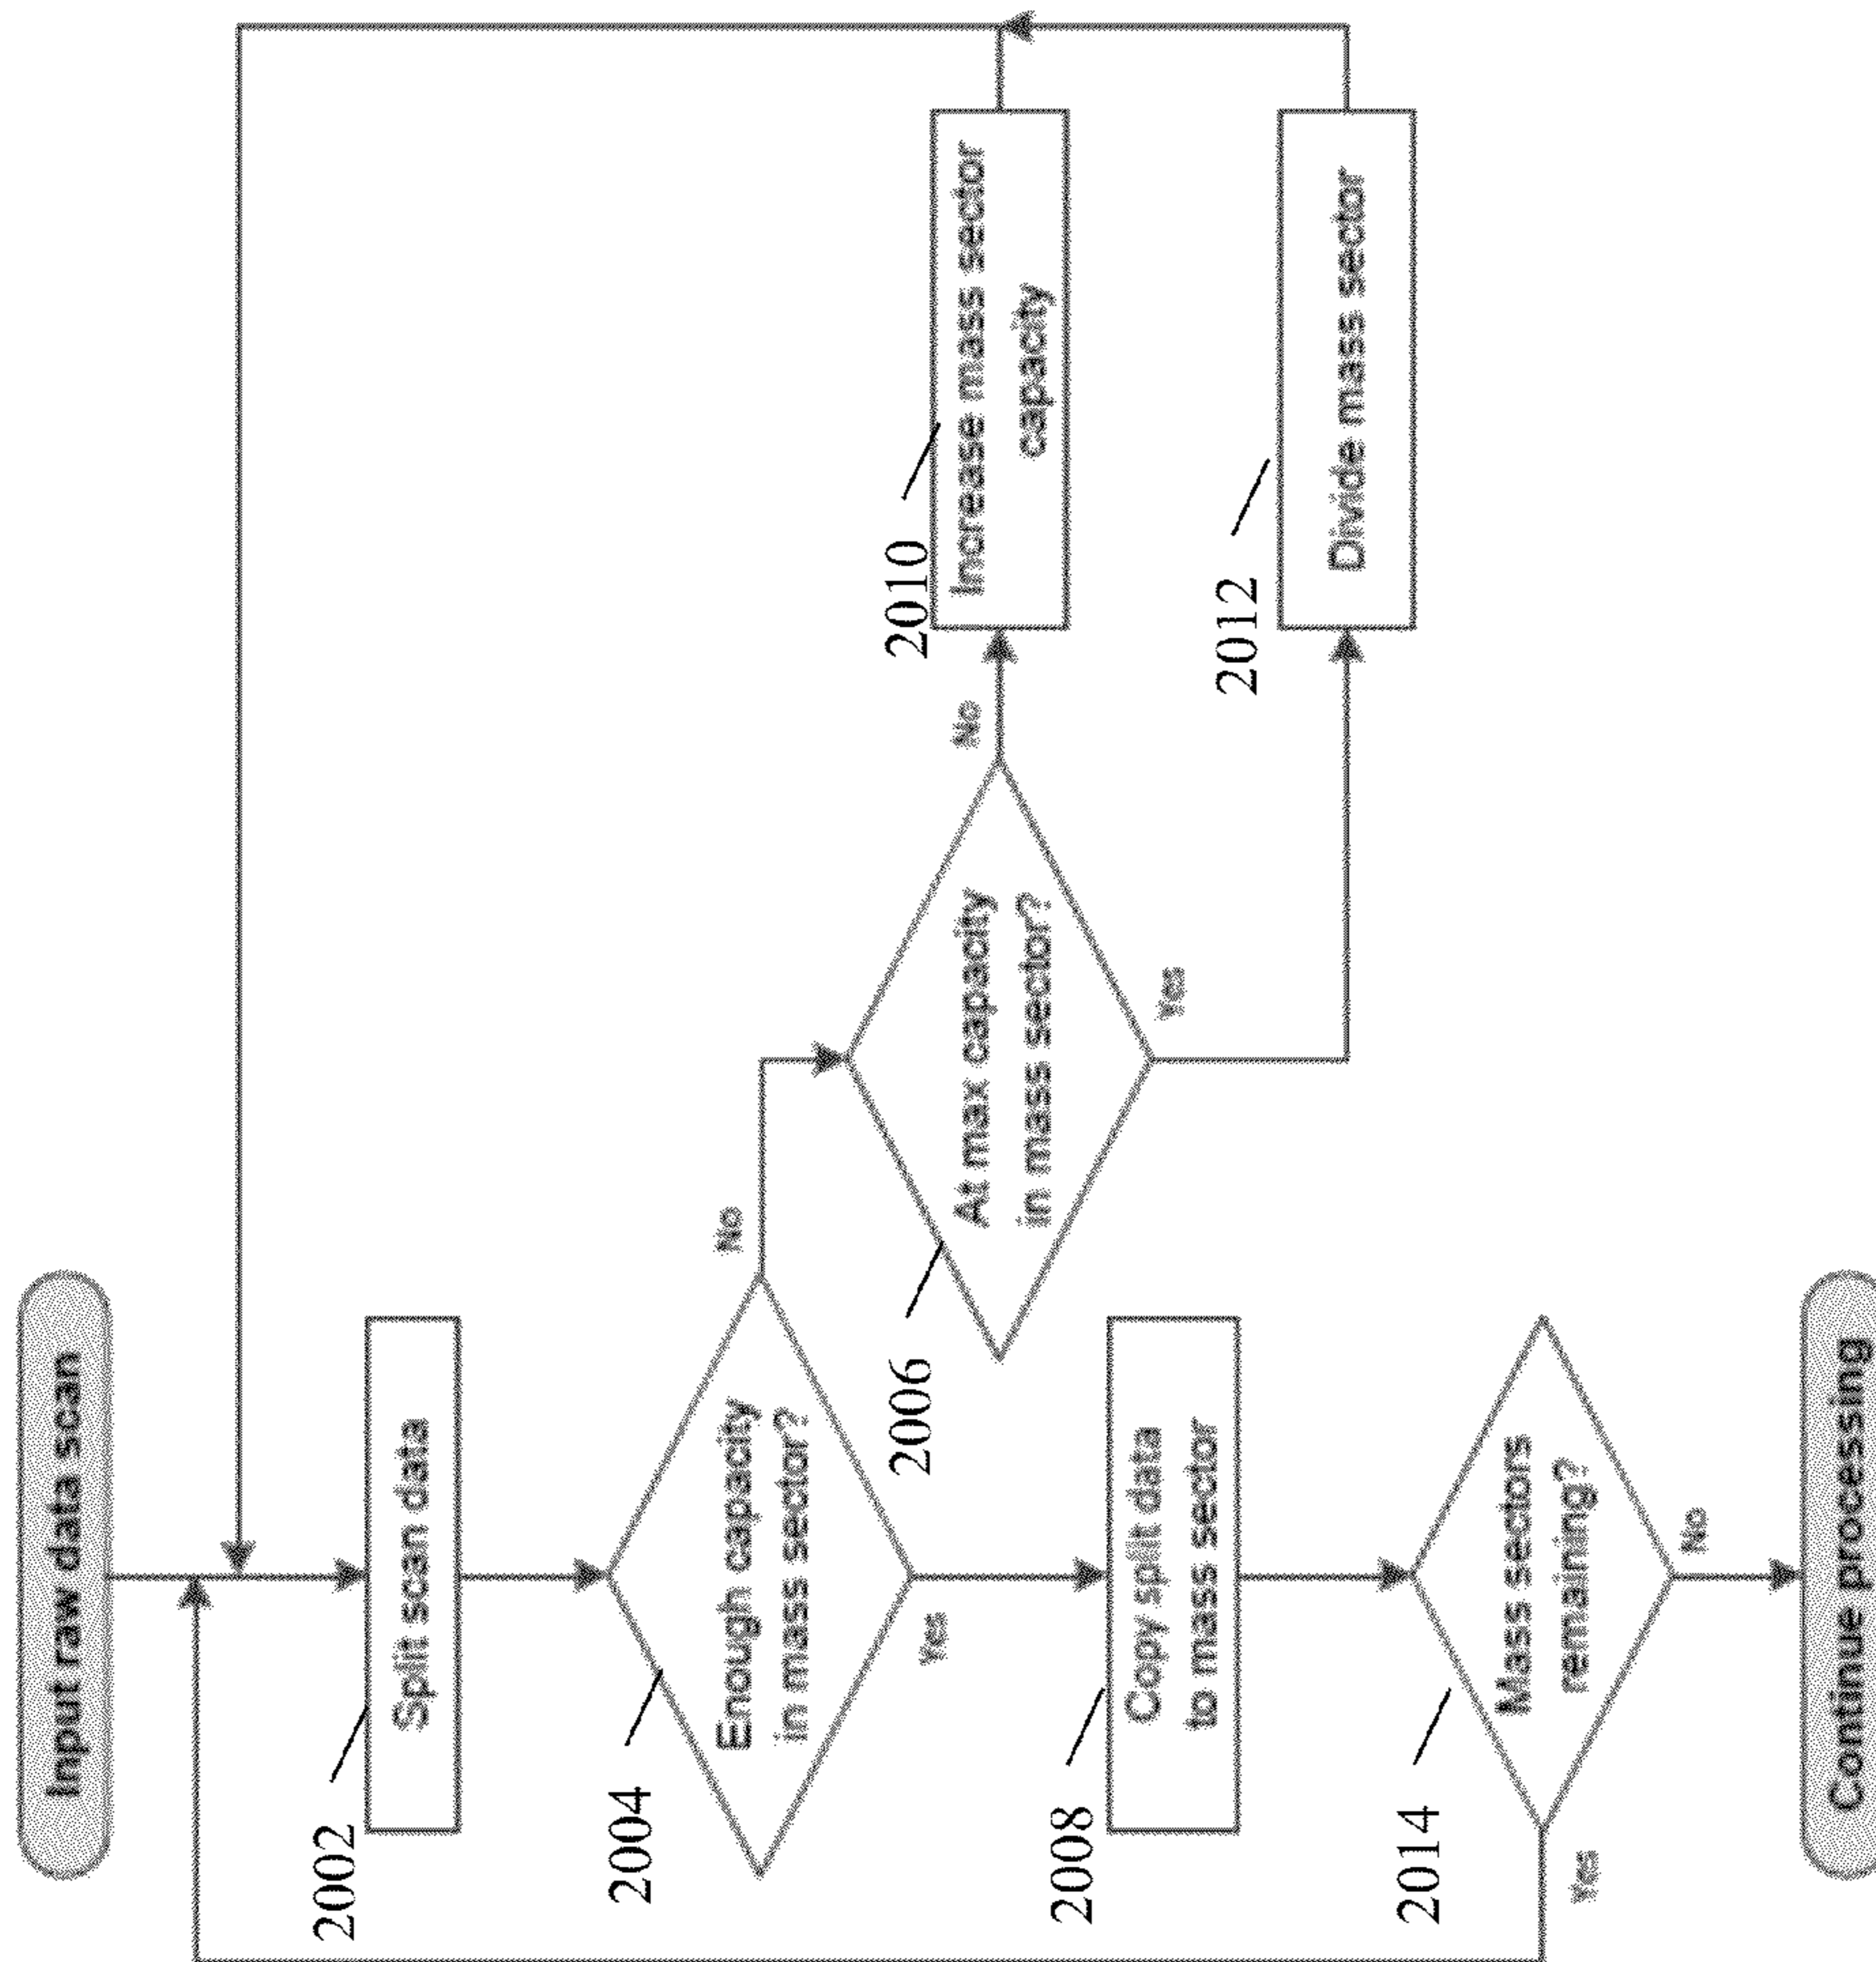 Input raw data scan
2002
Split scan data
2004
Enough capacity
in mass sector?
No
Yes
2006
At max capacity
in mass sector?
No
Yes
2008
Copy split data
to mass sector
2010
Increase mass sector
capacity
2012
Divide mass sector
2014
Mass sectors
remaining?
Yes
No
Continue processing